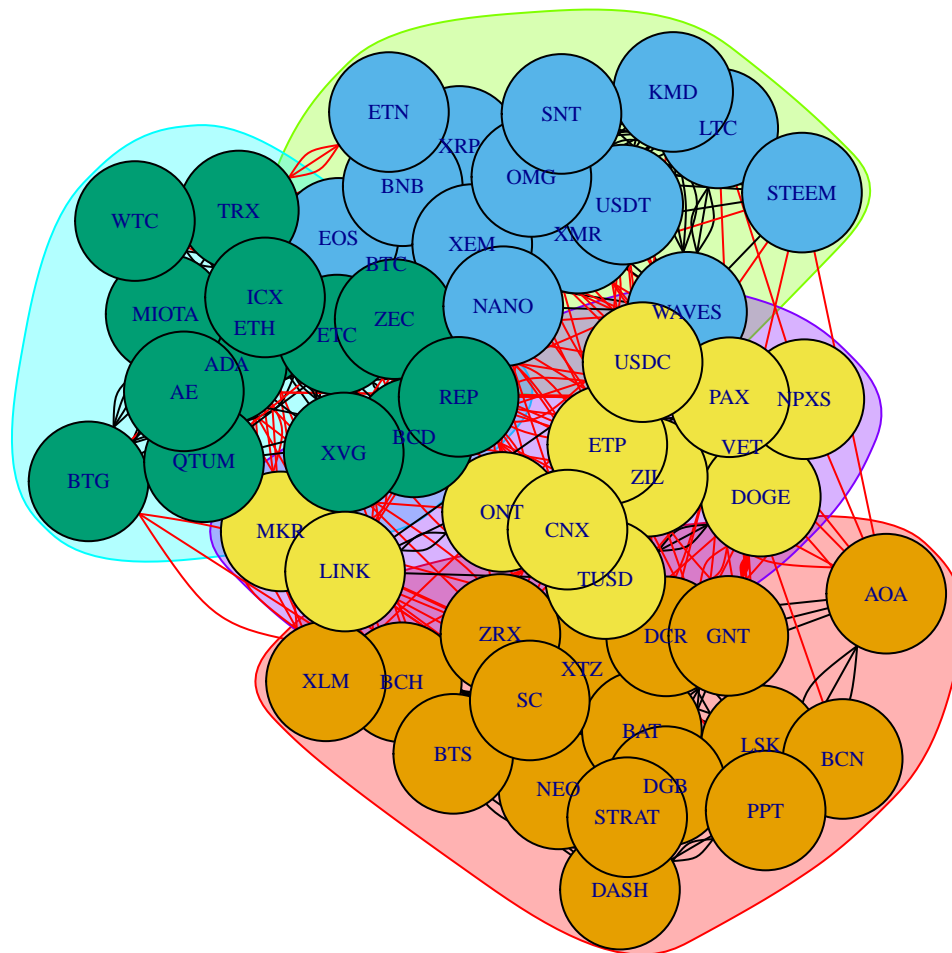 KMD
ETN
SNT
LTC
XRP
OMG
BNB
STEEM
USDT
TRX
WTC
XMR
EOS
XEM
BTC
ICX
NANO
WAVES
MIOTA
ZEC
ETH
ETC
USDC
ADA
AE
REP
PAX
NPXS
BCD
ETP
VET
XVG
QTUM
ZIL
BTG
DOGE
ONT
MKR
CNX
LINK
TUSD
AOA
ZRX
DCR
GNT
XTZ
XLM
BCH
SC
BAT
LSK
BTS
BCN
NEO
DGB
PPT
STRAT
DASH